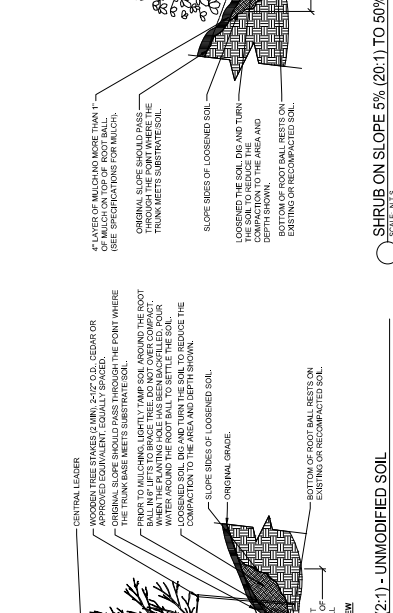 4" LAYER OF MULCH.NO MORE THAN 1"
OF MULCH ON TOP OF ROOT BALL.
(SEE SPECIFICATIONS FOR MULCH).
ORIGINAL SLOPE SHOULD PASS
THROUGH THE POINT WHERE THE
TRUNK MEETS SUBSTRATE/SOIL.
SLOPE SIDES OF LOOSENED SOIL
LOOSENED THE SOIL. DIG AND TURN
THE SOIL TO REDUCE THE
COMPACTION TO THE AREA AND
DEPTH SHOWN.
BOTTOM OF ROOT BALL RESTS ON
EXISTING OR RECOMPACTED SOIL.
SHRUB ON SLOPE 5% (20:1) TO 50%
SCALE: N.T.S.
CENTRAL LEADER
WOODEN TREE STAKES (2 MIN), 2-1/2" O.D., CEDAR OR
APPROVED EQUIVALENT, EQUALLY SPACED.
ORIGINAL SLOPE SHOULD PASS THROUGH THE POINT WHERE
THE TRUNK BASE MEETS SUBSTRATE/SOIL.
PRIOR TO MULCHING, LIGHTLY TAMP SOIL AROUND THE ROOT
BALL IN 6" LIFTS TO BRACE TREE. DO NOT OVER COMPACT.
WHEN THE PLANTING HOLE HAS BEEN BACKFILLED, POUR
WATER AROUND THE ROOT BALL TO SETTLE THE SOIL.
LOOSENED SOIL. DIG AND TURN THE SOIL TO REDUCE THE
COMPACTION TO THE AREA AND DEPTH SHOWN.
SLOPE SIDES OF LOOSENED SOIL.
ORIGINAL GRADE.
BOTTOM OF ROOT BALL RESTS ON
EXISTING OR RECOMPACTED SOIL.
(2:1) - UNMODIFIED SOIL